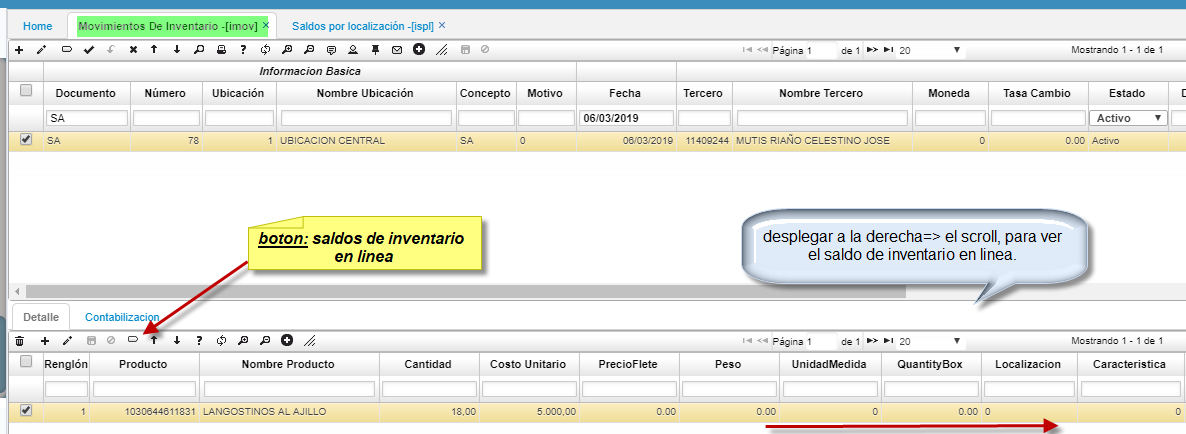 Home Movimientos De Inventario -[imov] × Saldos por localización -[ispl] ×
Página 1 de 1 20 Mostrando 1 - 1 de 1
Informacion Basica
Documento Número Ubicación Nombre Ubicación Concepto Motivo Fecha Tercero Nombre Tercero Moneda Tasa Cambio Estado D
SA 06/03/2019 Activo
SA 78 1 UBICACION CENTRAL SA 0 06/03/2019 11409244 MUTIS RIAÑO CELESTINO JOSE 0 0.00 Activo
boton: saldos de inventario
en linea
desplegar a la derecha=> el scroll, para ver
el saldo de inventario en linea.
Detalle Contabilizacion
Página 1 de 1 20 Mostrando 1 - 1 de 1
Renglón Producto Nombre Producto Cantidad Costo Unitario PrecioFlete Peso UnidadMedida QuantityBox Localizacion Caracteristica
1 1030644611831 LANGOSTINOS AL AJILLO 18,00 5.000,00 0.00 0.00 0 0.00 0 0